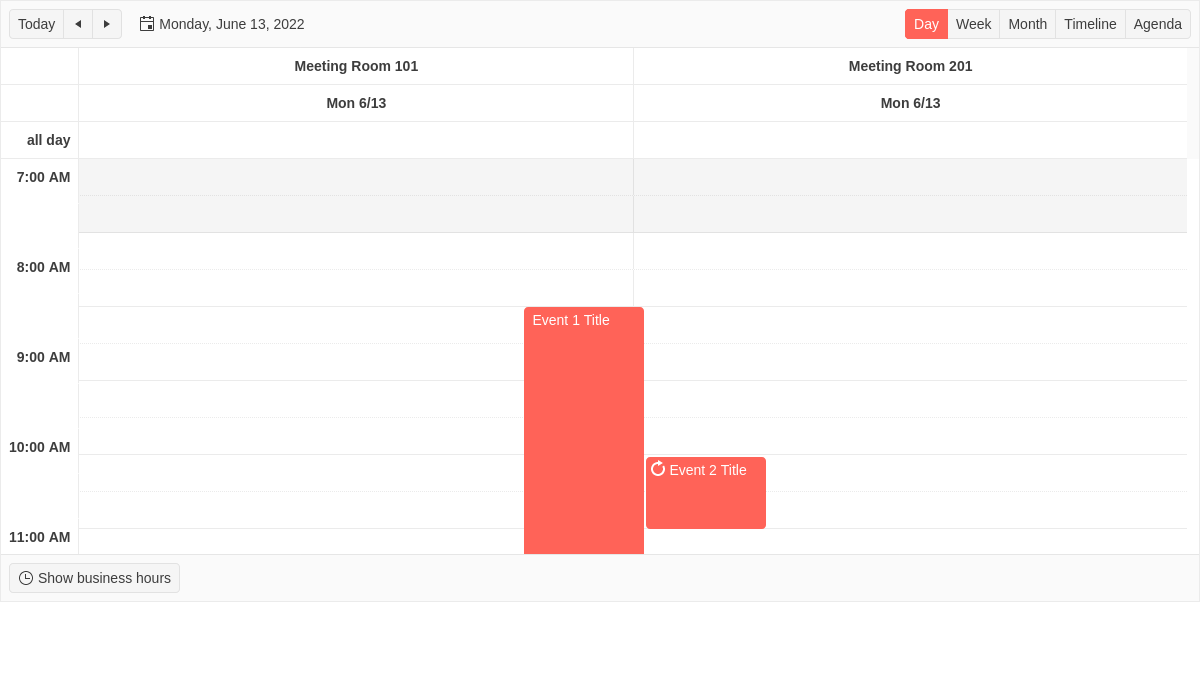 Today Monday, June 13, 2022 Day Week Month Timeline Agenda
Meeting Room 101 Meeting Room 201
Mon 6/13 Mon 6/13
all day
7:00 AM
8:00 AM
Event 1 Title
9:00 AM
10:00 AM
Event 2 Title
11:00 AM
Show business hours